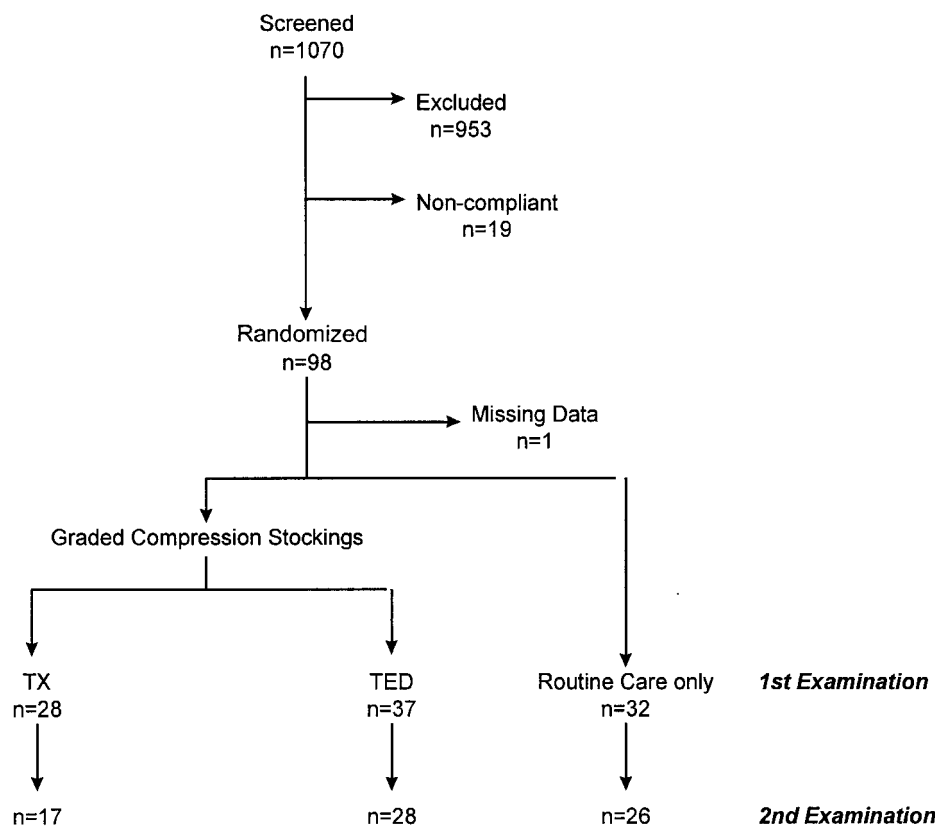 Screened
n=1070
Excluded
n=953
Non-compliant
n=19
Randomized
n=98
Missing Data
n=1
Graded Compression Stockings
TX
n=28
TED
n=37
Routine Care only
n=32
1st Examination
n=17
n=28
n=26
2nd Examination